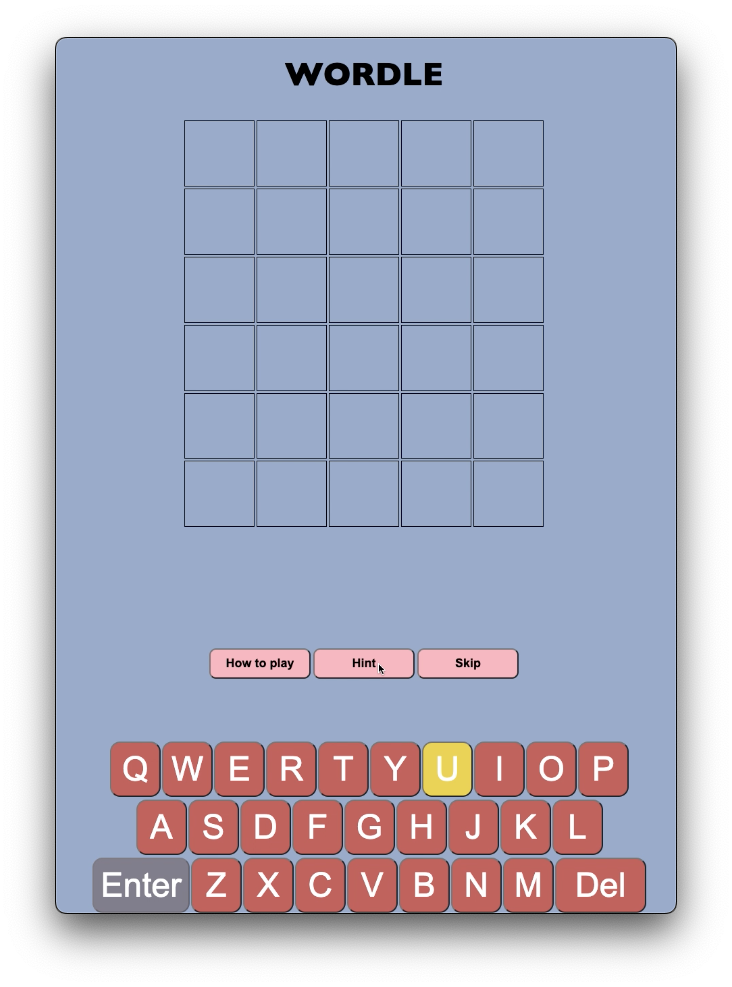 WORDLE
How to play Hint Skip
Q W E R T Y U I O P
A S D F G H J K L
Enter Z X C V B N M Del